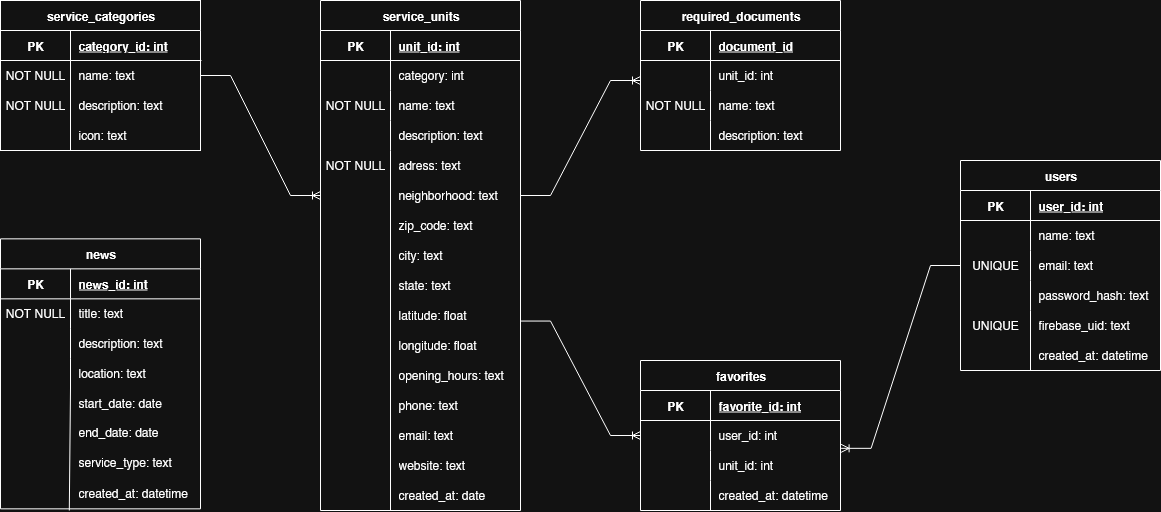 service_categories
PK category_id: int
NOT NULL name: text
NOT NULL description: text
icon: text
service_units
PK unit_id: int
category: int
NOT NULL name: text
description: text
NOT NULL adress: text
neighborhood: text
zip_code: text
city: text
state: text
latitude: float
longitude: float
opening_hours: text
phone: text
email: text
website: text
created_at: date
required_documents
PK document_id
unit_id: int
NOT NULL name: text
description: text
users
PK user_id: int
name: text
UNIQUE email: text
password_hash: text
UNIQUE firebase_uid: text
created_at: datetime
news
PK news_id: int
NOT NULL title: text
description: text
location: text
start_date: date
end_date: date
service_type: text
created_at: datetime
favorites
PK favorite_id: int
user_id: int
unit_id: int
created_at: datetime